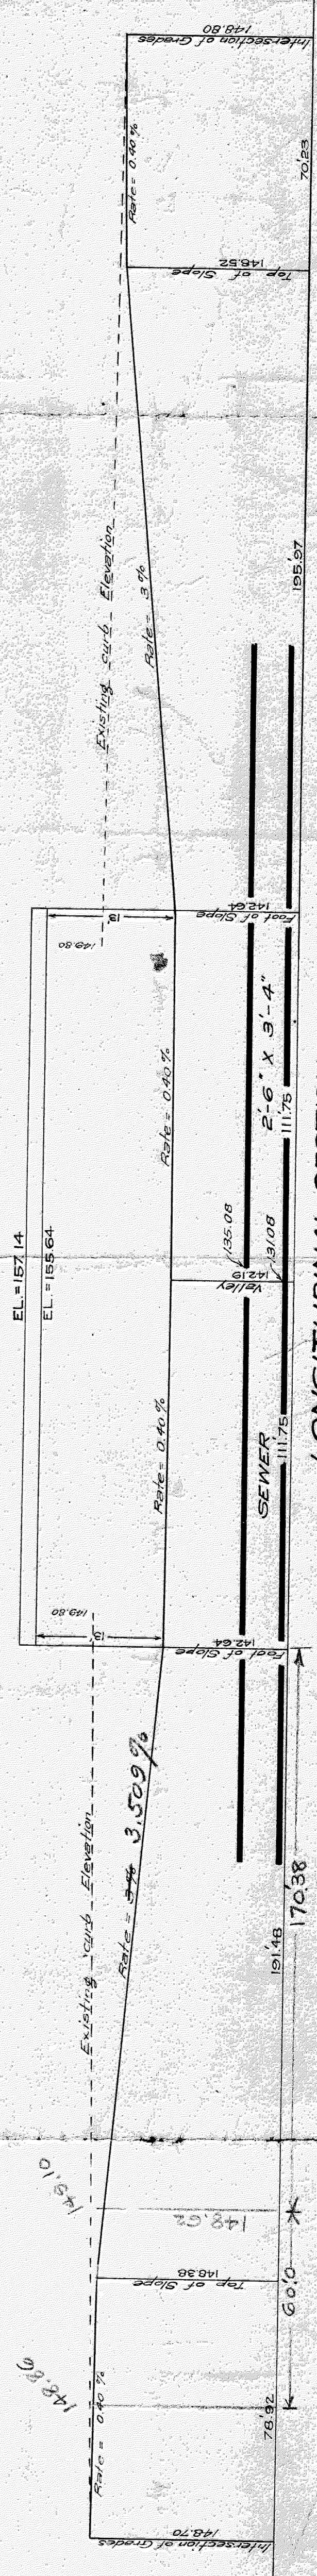 Intersection of Grades
148.80
70.23
Rate = 0.40 %
Top of Slope
148.52
195.97
Rate = 3 %
Existing curb Elevation
149.80
13'
Foot of Slope
142.64
Rate = 0.40 %
2'-6" X 3'-4"
111.75
EL.=157.14
EL.=155.64
135.08
131.08
Valley
142.19
Rate = 0.40 %
SEWER
111.75
LONGITUDINAL SECTION
149.80
13'
Foot of Slope
142.64
Rate = 3% 3.509%
Existing curb Elevation
191.48
170.38
148.62
Top of Slope
148.38
60.0
78.92
Rate = 0.40 %
Intersection of Grades
148.70